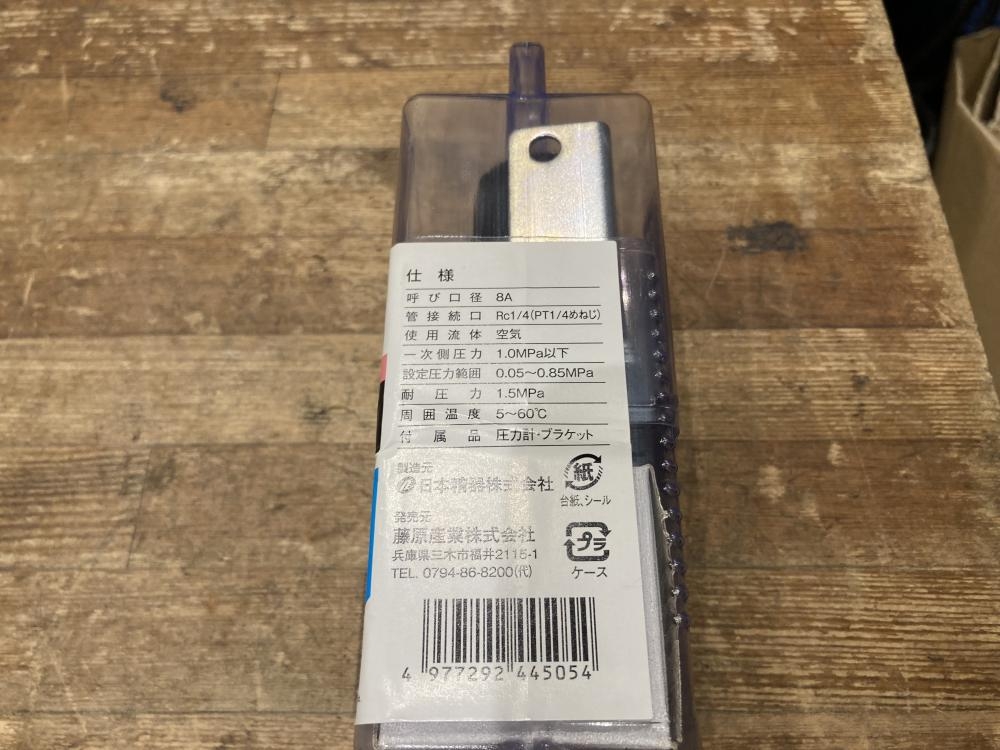 仕様
呼び口径 8A
管接続口 Rc1/4(PT1/4めねじ)
使用流体 空気
一次側圧力 1.0MPa以下
設定圧力範囲 0.05～0.85MPa
耐圧力 1.5MPa
周囲温度 5～60℃
付属品 圧力計・ブラケット
製造元
日本精器株式会社
紙
台紙、シール
発売元
藤原産業株式会社
兵庫県三木市福井2115-1
TEL. 0794-86-8200(代)
プラ
ケース
4 977292 445054